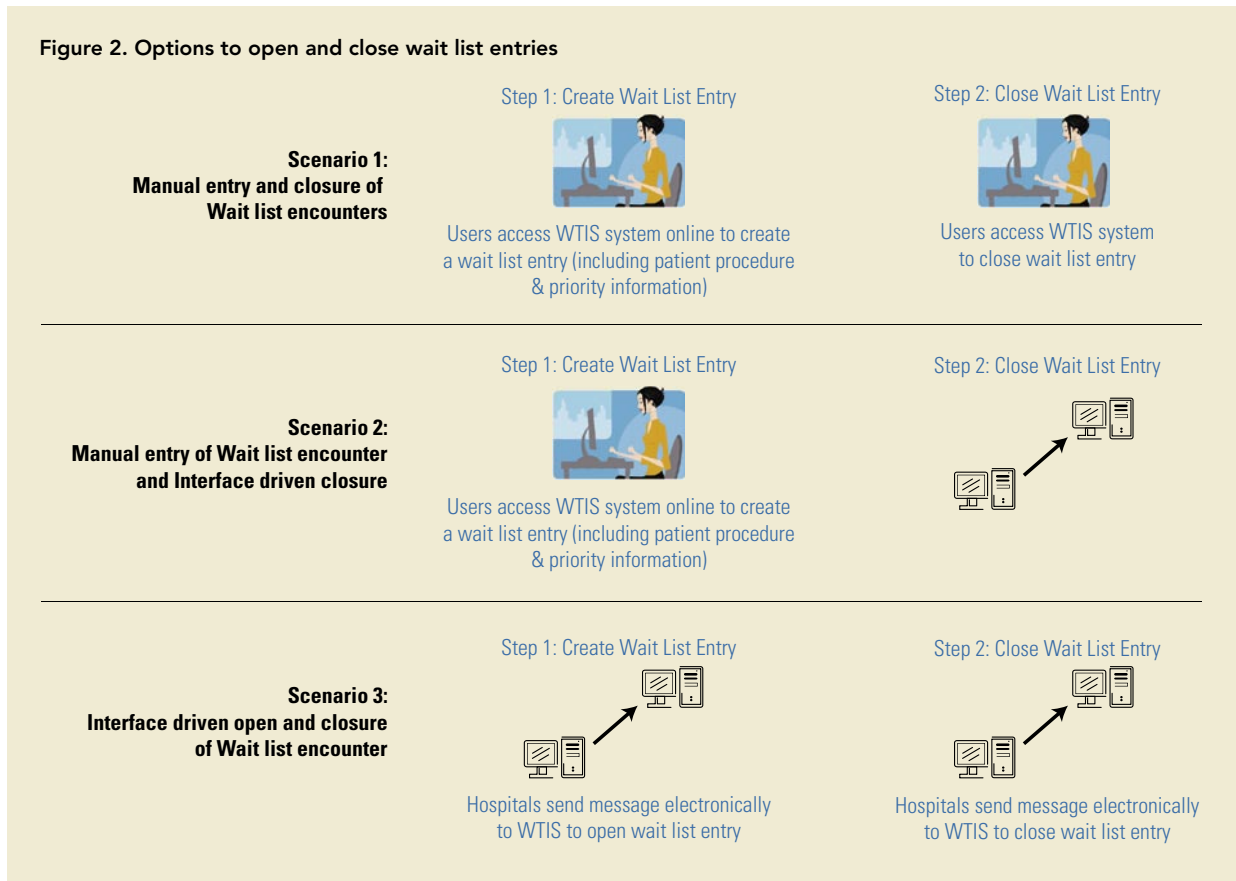 Figure 2. Options to open and close wait list entries
Scenario 1:
Manual entry and closure of
Wait list encounters
Step 1: Create Wait List Entry
Users access WTIS system online to create
a wait list entry (including patient procedure
& priority information)
Step 2: Close Wait List Entry
Users access WTIS system
to close wait list entry
Scenario 2:
Manual entry of Wait list encounter
and Interface driven closure
Step 1: Create Wait List Entry
Users access WTIS system online to create
a wait list entry (including patient procedure
& priority information)
Step 2: Close Wait List Entry
Scenario 3:
Interface driven open and closure
of Wait list encounter
Step 1: Create Wait List Entry
Hospitals send message electronically
to WTIS to open wait list entry
Step 2: Close Wait List Entry
Hospitals send message electronically
to WTIS to close wait list entry